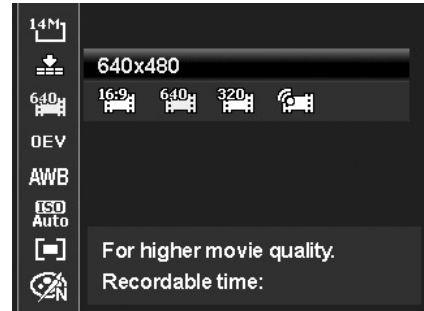 14M
640x480
16:9 640 320
640
0EV
AWB
ISO
Auto
For higher movie quality.
Recordable time:
N